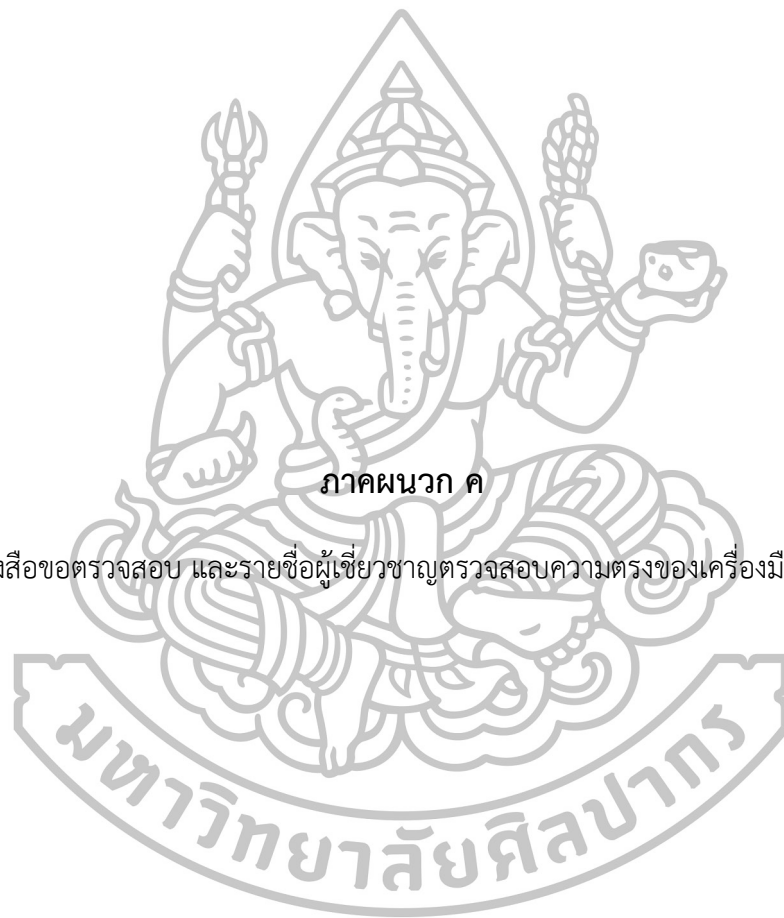 ภาคผนวก ค
สือขอตรวจสอบ และรายชื่อผู้เชี่ยวชาญตรวจสอบความตรงของเครื่องมื
มหาวิทยาลัยศิลปากร